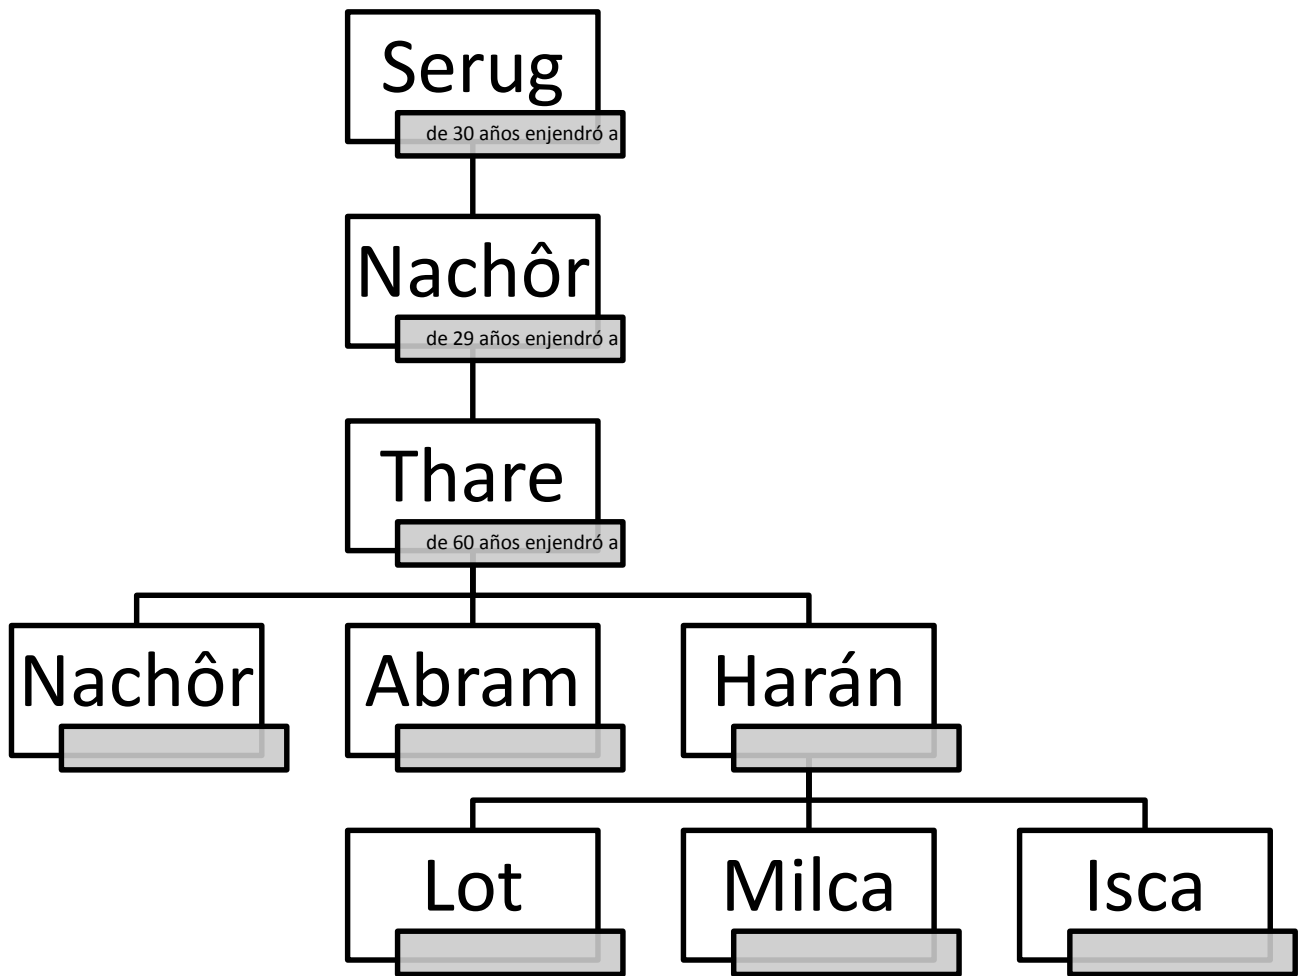 Serug
de 30 años enjendró a
Nachôr
de 29 años enjendró a
Thare
de 60 años enjendró a
Nachôr
Abram
Harán
Lot
Milca
Isca